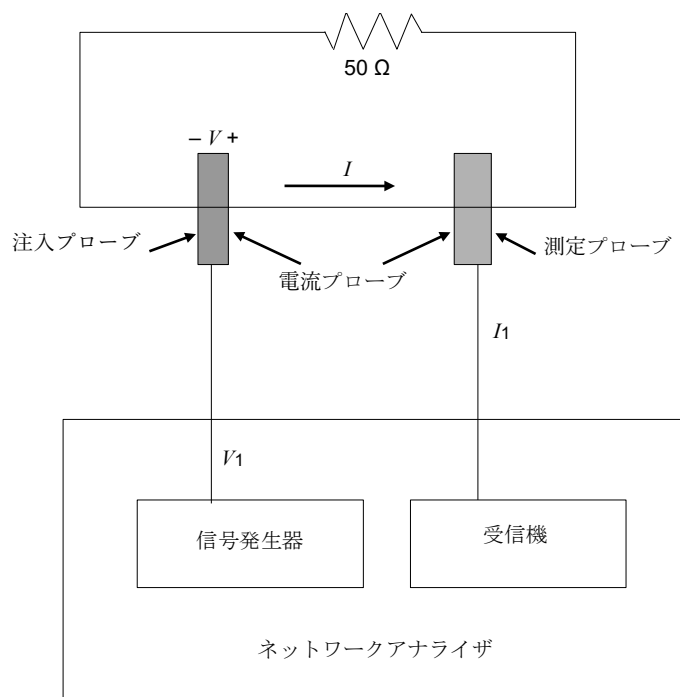 50 Ω
– V +
I
注入プローブ
電流プローブ
測定プローブ
I1
V1
信号発生器
受信機
ネットワークアナライザ